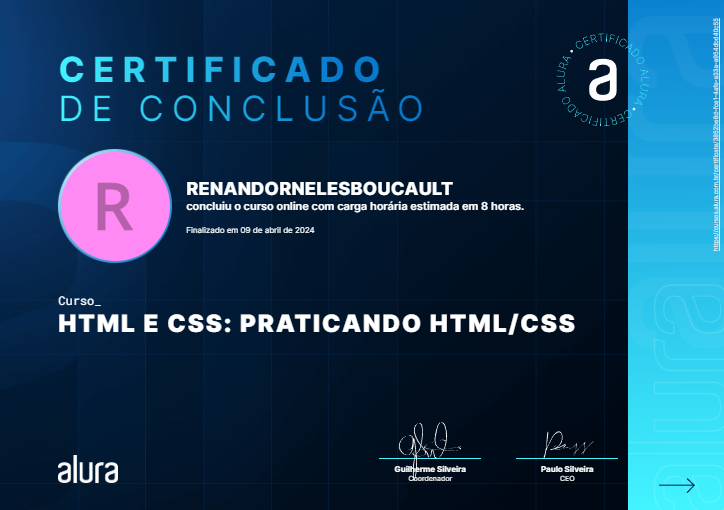 CERTIFICADO
DE CONCLUSÃO
CERTIFICADO ALURA • CERTIFICADO ALURA •
a
R
RENANDORNELESBOUCAULT
concluiu o curso online com carga horária estimada em 8 horas.
Finalizado em 09 de abril de 2024
Curso_
HTML E CSS: PRATICANDO HTML/CSS
alura
Guilherme Silveira
Coordenador
Paulo Silveira
CEO
alura